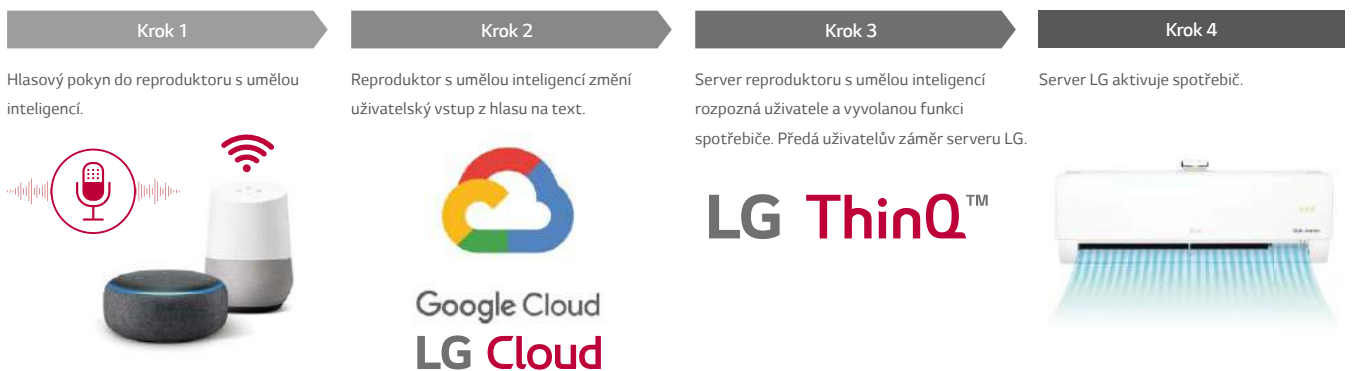 Krok 1
Hlasový pokyn do reproduktoru s umělou
inteligencí.
Krok 2
Reproduktor s umělou inteligencí změní
uživatelský vstup z hlasu na text.
Google Cloud
LG Cloud
Krok 3
Server reproduktoru s umělou inteligencí
rozpozná uživatele a vyvolanou funkci
spotřebiče. Předá uživatelův záměr serveru LG.
LG ThinQ™
Krok 4
Server LG aktivuje spotřebič.